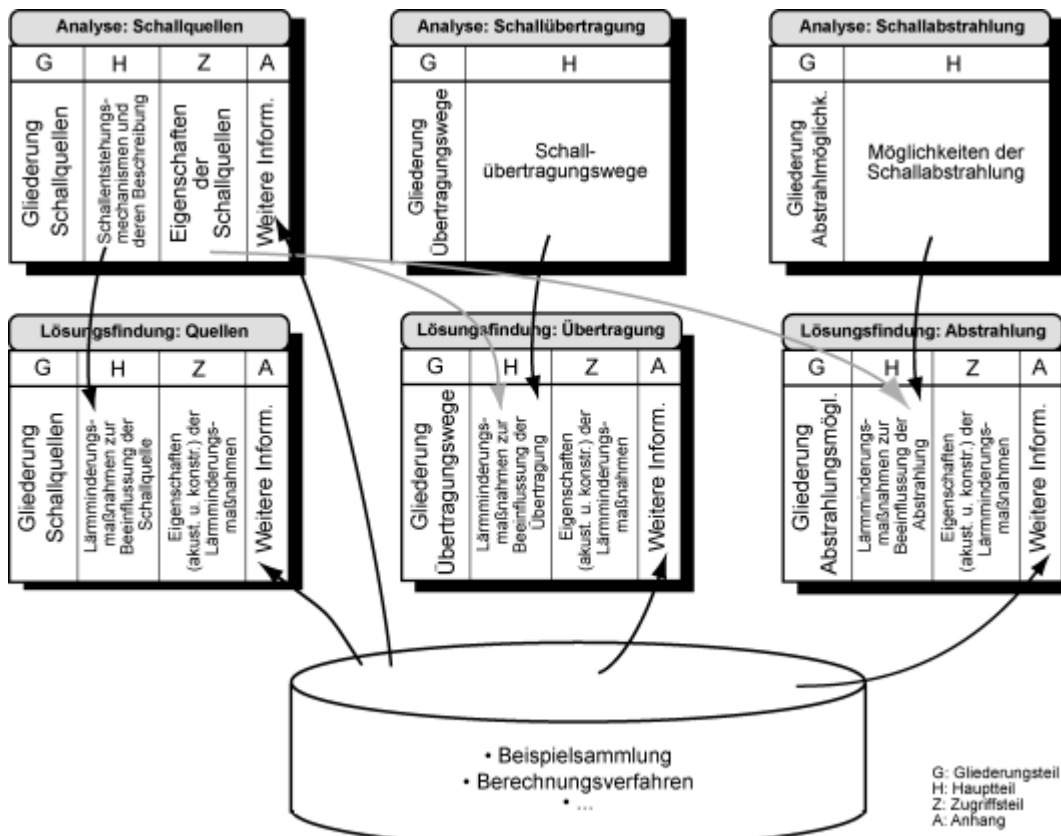 Analyse: Schallquellen
G H Z A
Gliederung
Schallquellen
Schallentstehungs-
mechanismen und
deren Beschreibung
Eigenschaften
der
Schallquellen
Weitere Inform.
Analyse: Schallübertragung
G H
Gliederung
Übertragungswege
Schall-
übertragungswege
Analyse: Schallabstrahlung
G H
Gliederung
Abstrahlmöglichk.
Möglichkeiten der
Schallabstrahlung
Lösungsfindung: Quellen
G H Z A
Gliederung
Schallquellen
Lärmminderungs-
maßnahmen zur
Beeinflussung der
Schallquelle
Eigenschaften
(akust. u. konstr.) der
Lärmminderungs-
maßnahmen
Weitere Inform.
Lösungsfindung: Übertragung
G H Z A
Gliederung
Übertragungswege
Lärmminderungs-
maßnahmen zur
Beeinflussung der
Übertragung
Eigenschaften
(akust. u. konstr.) der
Lärmminderungs-
maßnahmen
Weitere Inform.
Lösungsfindung: Abstrahlung
G H Z A
Gliederung
Abstrahlungsmögl.
Lärmminderungs-
maßnahmen zur
Beeinflussung der
Abstrahlung
Eigenschaften
(akust. u. konstr.) der
Lärmminderungs-
maßnahmen
Weitere Inform.
• Beispielsammlung
• Berechnungsverfahren
• ...
G: Gliederungsteil
H: Hauptteil
Z: Zugriffsteil
A: Anhang